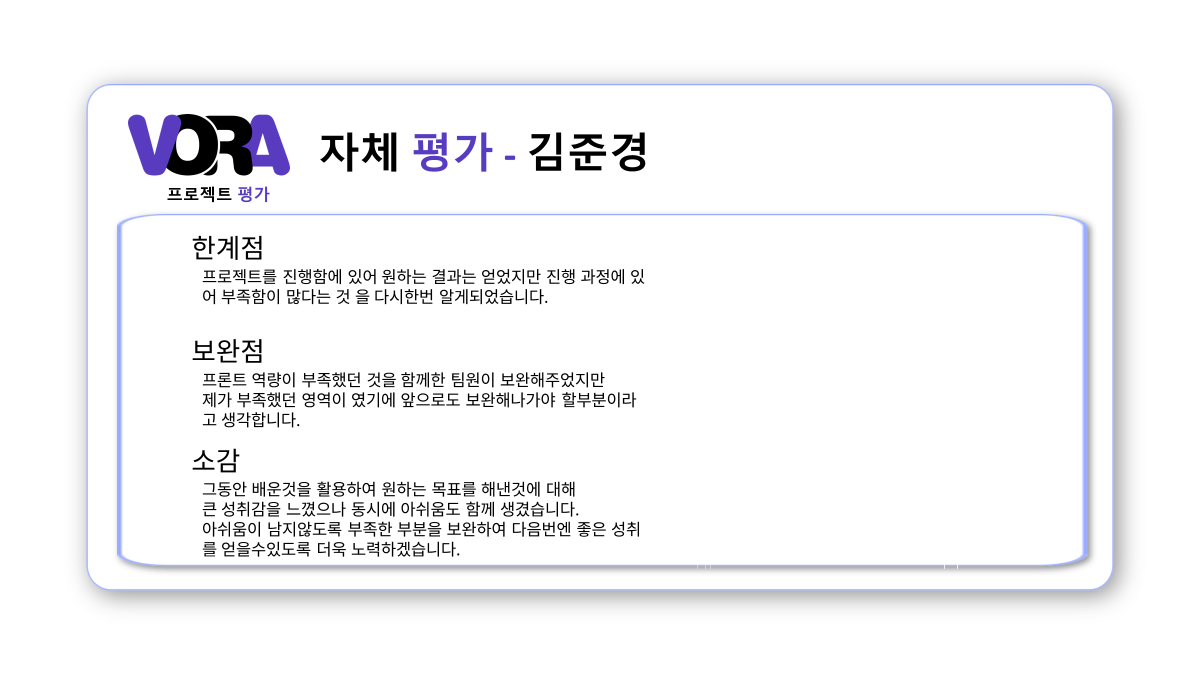 VORA
프로젝트 평가
자체 평가 - 김준경
한계점
프로젝트를 진행함에 있어 원하는 결과는 얻었지만 진행 과정에 있
어 부족함이 많다는 것 을 다시한번 알게되었습니다.
보완점
프론트 역량이 부족했던 것을 함께한 팀원이 보완해주었지만
제가 부족했던 영역이 였기에 앞으로도 보완해나가야 할부분이라
고 생각합니다.
소감
그동안 배운것을 활용하여 원하는 목표를 해낸것에 대해
큰 성취감을 느꼈으나 동시에 아쉬움도 함께 생겼습니다.
아쉬움이 남지않도록 부족한 부분을 보완하여 다음번엔 좋은 성취
를 얻을수있도록 더욱 노력하겠습니다.